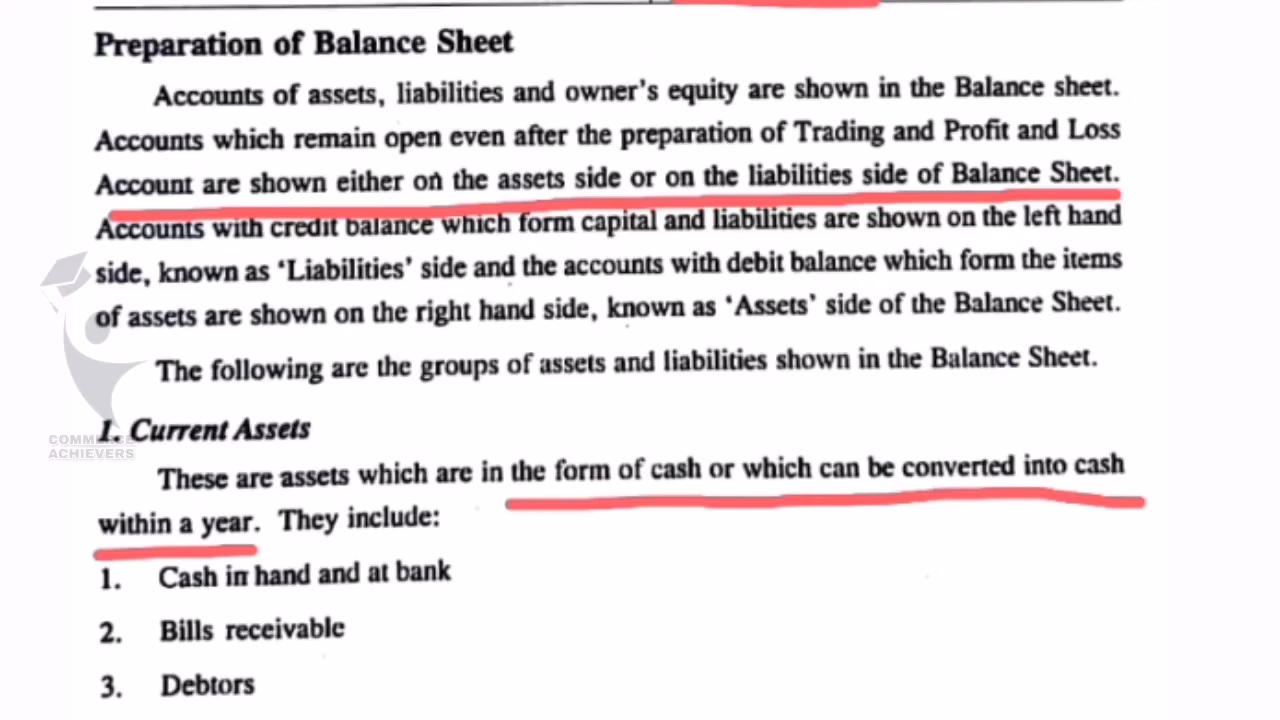 Preparation of Balance Sheet
Accounts of assets, liabilities and owner's equity are shown in the Balance sheet.
Accounts which remain open even after the preparation of Trading and Profit and Loss
Account are shown either on the assets side or on the liabilities side of Balance Sheet.
Accounts with credit balance which form capital and liabilities are shown on the left hand
side, known as 'Liabilities' side and the accounts with debit balance which form the items
of assets are shown on the right hand side, known as 'Assets' side of the Balance Sheet.
The following are the groups of assets and liabilities shown in the Balance Sheet.
1. Current Assets
COMMERCE
ACHIEVERS
These are assets which are in the form of cash or which can be converted into cash
within a year. They include:
1. Cash in hand and at bank
2. Bills receivable
3. Debtors